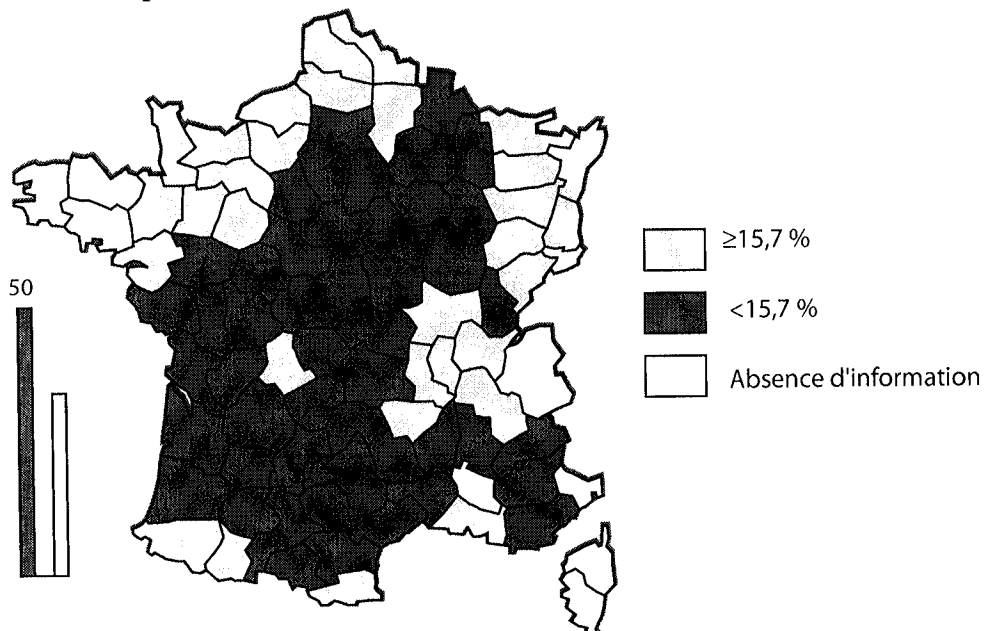 50
≥15,7 %
<15,7 %
Absence d'information